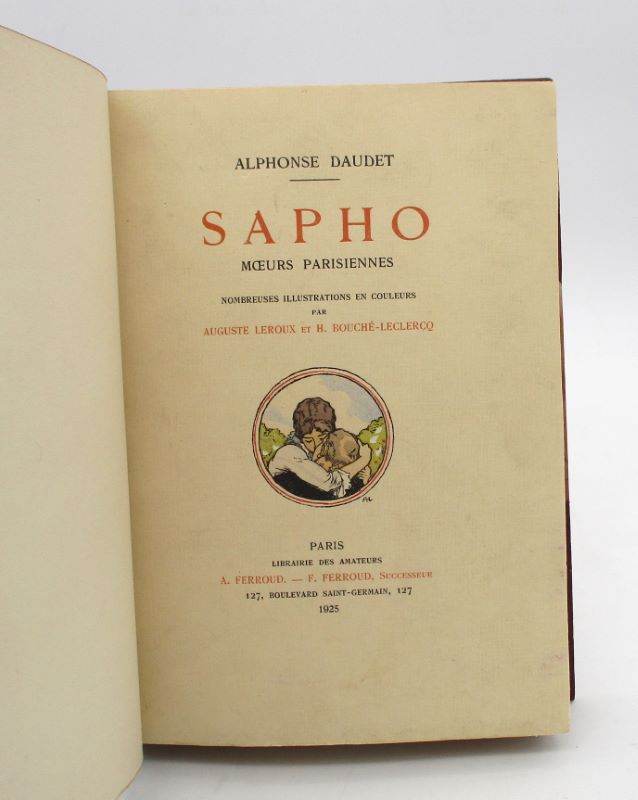 ALPHONSE DAUDET
SAPHO
MŒURS PARISIENNES
NOMBREUSES ILLUSTRATIONS EN COULEURS
PAR
AUGUSTE LEROUX ET H. BOUCHÉ-LECLERCQ
AL
PARIS
LIBRAIRIE DES AMATEURS
A. FERROUD. — F. FERROUD, SUCCESSEUR
127, BOULEVARD SAINT-GERMAIN, 127
1925